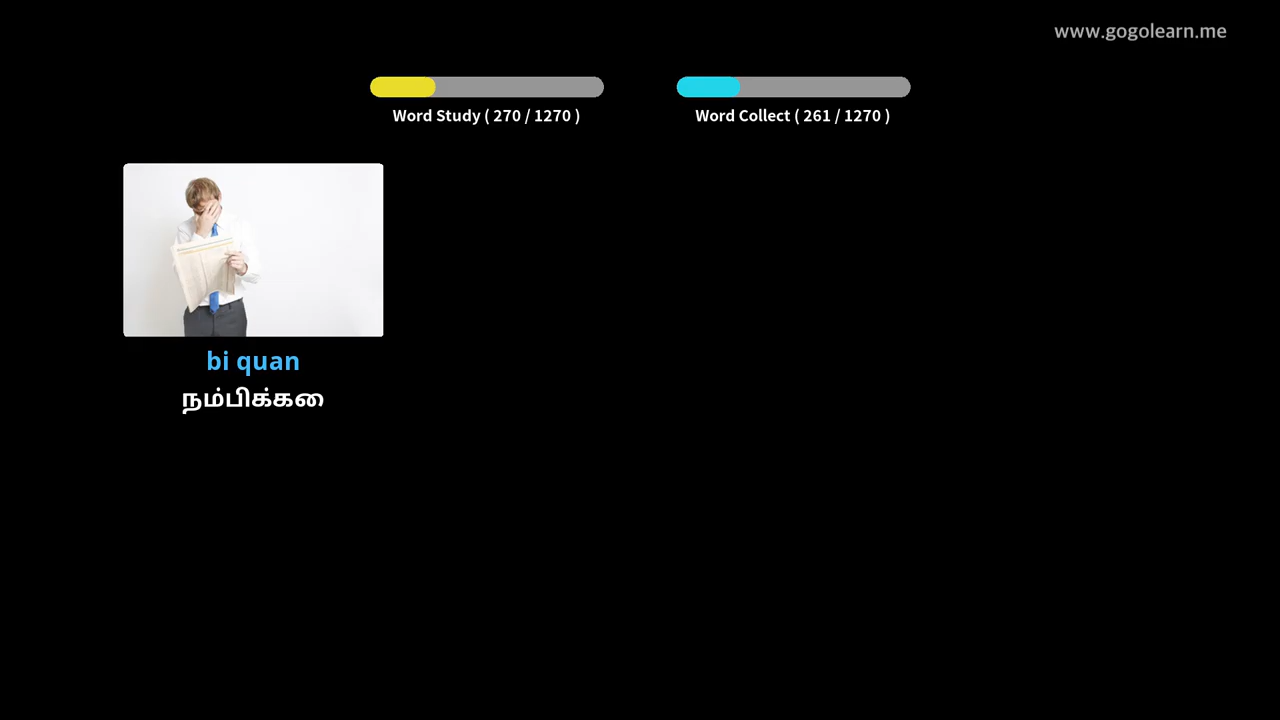 www.gogolearn.me
Word Study ( 270 / 1270 )
Word Collect ( 261 / 1270 )
bi quan
நம்பிக்கை